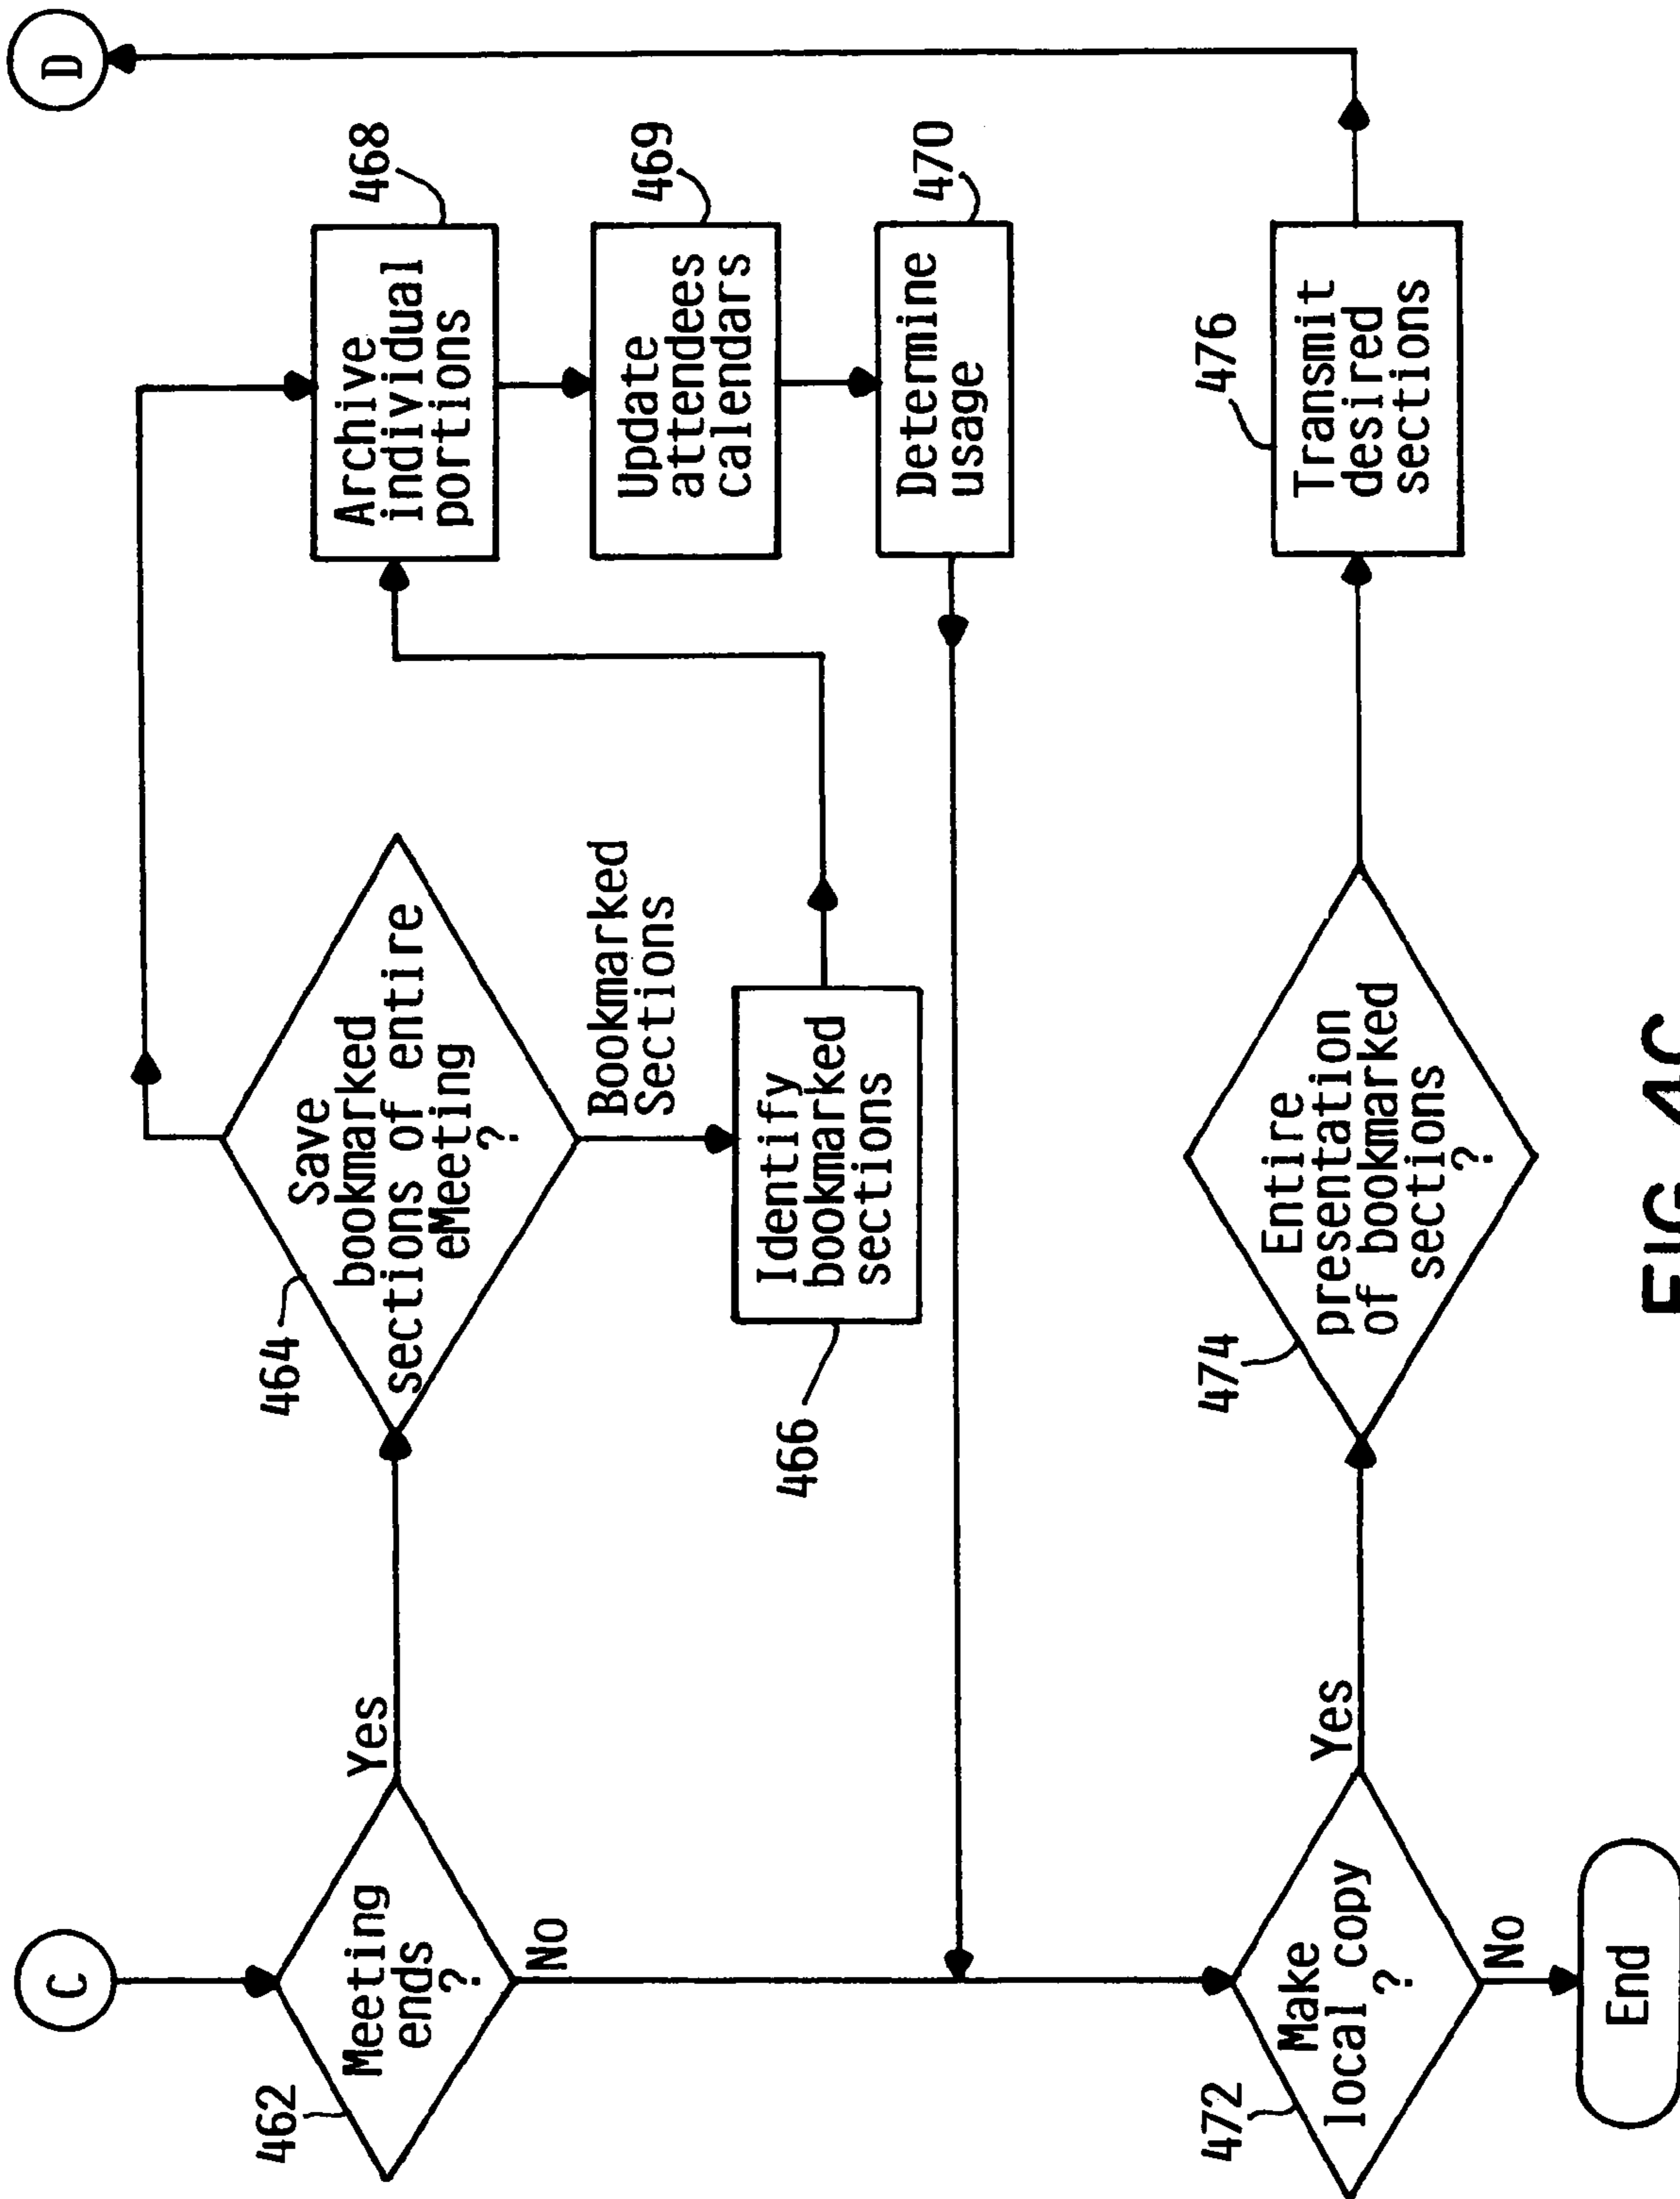 C
D
462
Meeting
ends
?
Yes
No
464
Save
bookmarked
sections of entire
eMeeting
?
Bookmarked
Sections
466
Identify
bookmarked
sections
468
Archive
individual
portions
469
Update
attendees
calendars
470
Determine
usage
472
Make
local copy
?
Yes
No
474
Entire
presentation
of bookmarked
sections
?
476
Transmit
desired
sections
End
FIG. 4C